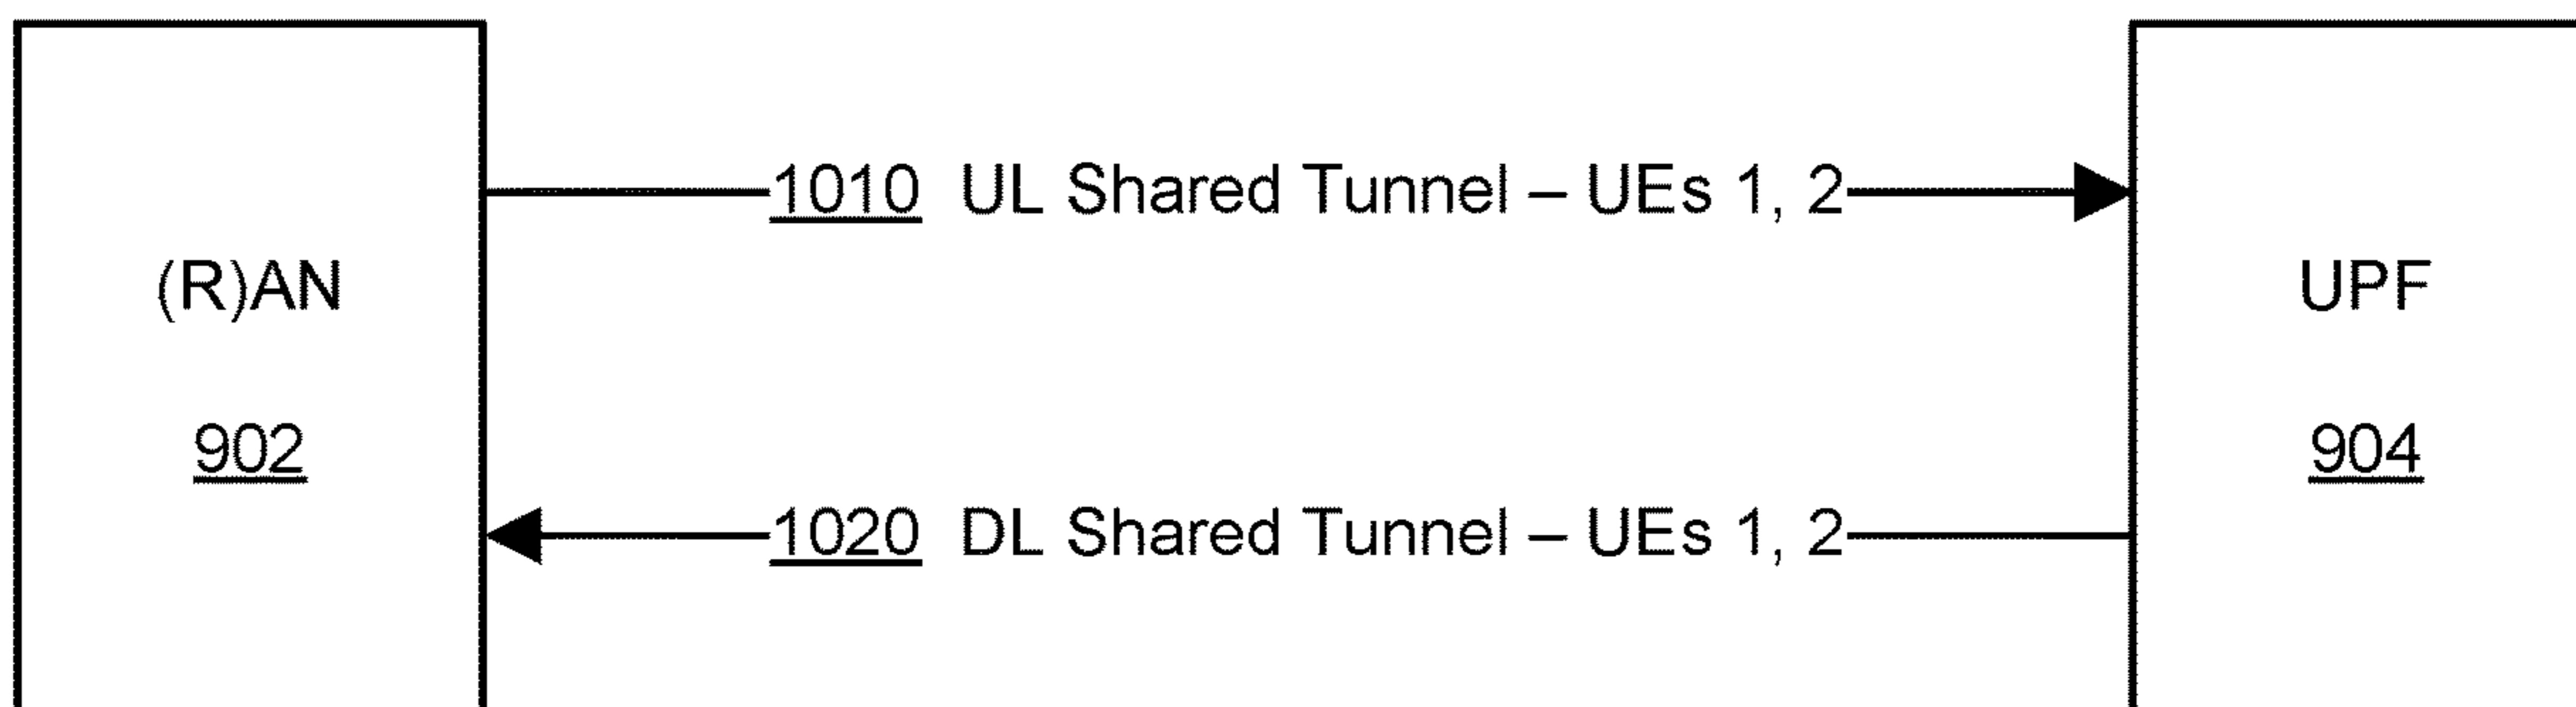 1010 UL Shared Tunnel – UEs 1, 2
(R)AN
902
UPF
904
1020 DL Shared Tunnel – UEs 1, 2